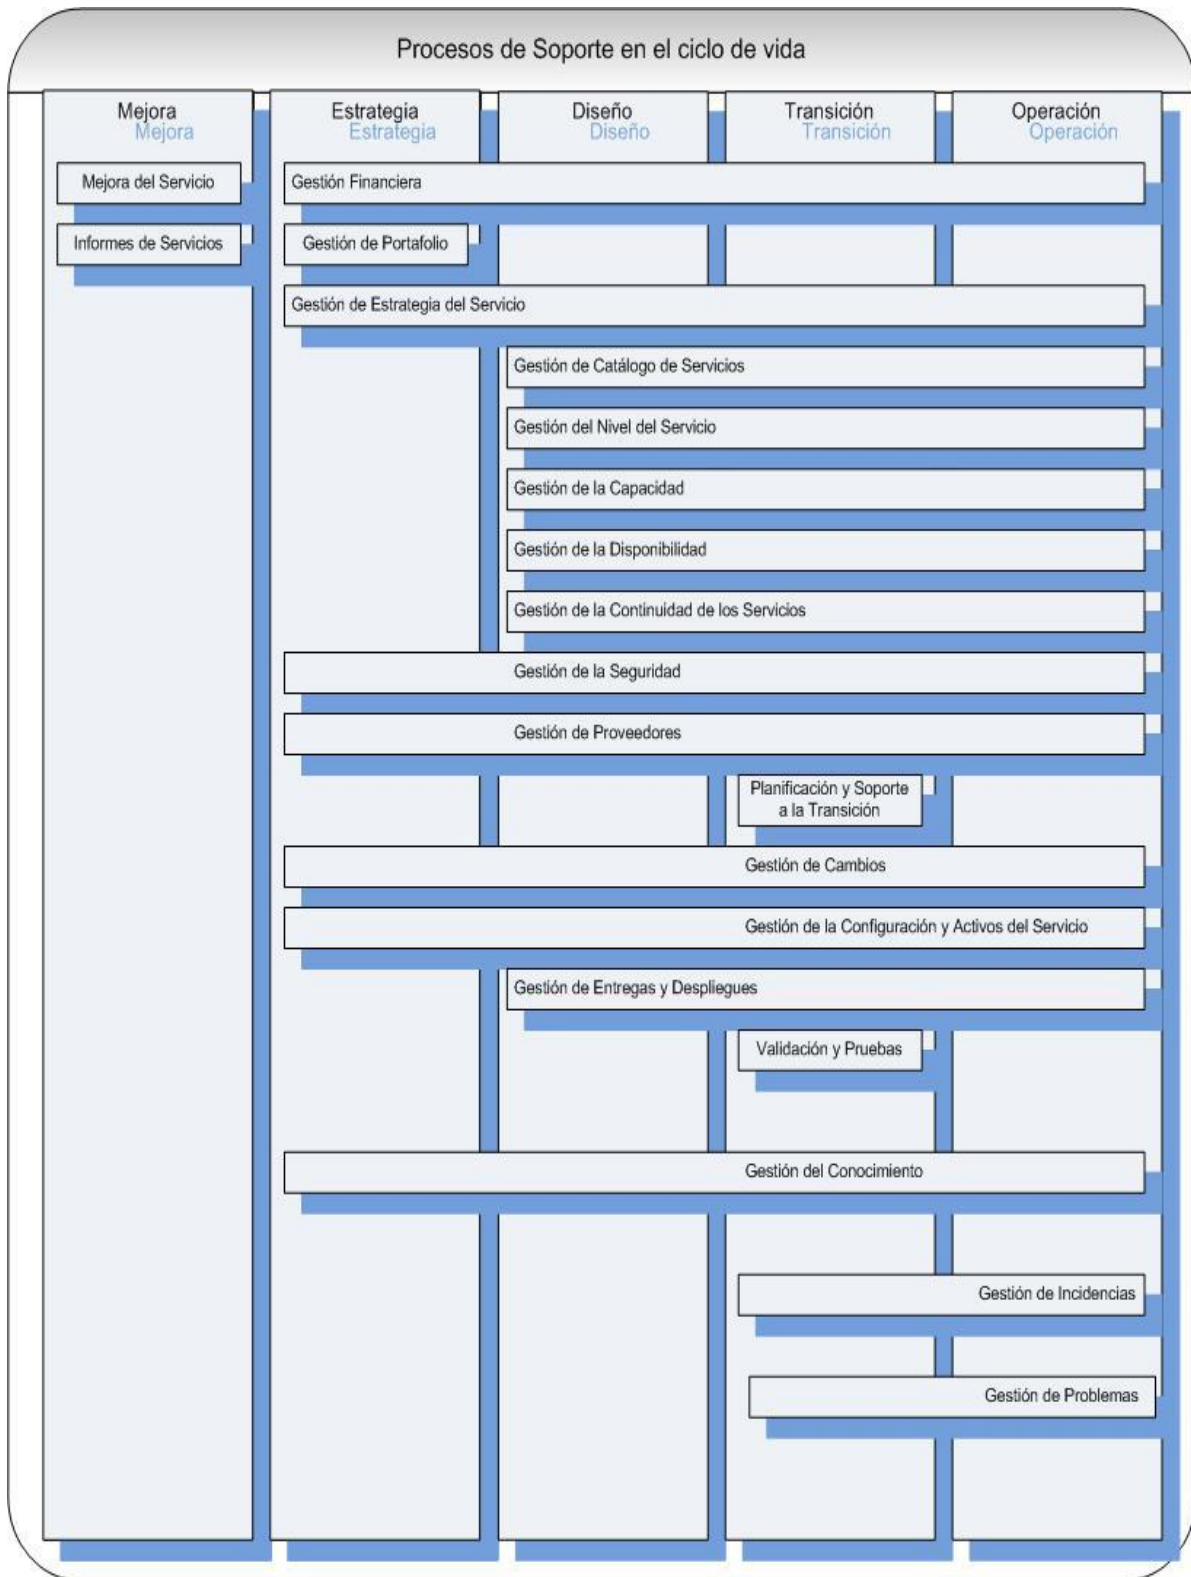 Procesos de Soporte en el ciclo de vida
Mejora
Mejora
Estrategia
Estrategia
Diseño
Diseño
Transición
Transición
Operación
Operación
Mejora del Servicio
Gestión Financiera
Informes de Servicios
Gestión de Portafolio
Gestión de Estrategia del Servicio
Gestión de Catálogo de Servicios
Gestión del Nivel del Servicio
Gestión de la Capacidad
Gestión de la Disponibilidad
Gestión de la Continuidad de los Servicios
Gestión de la Seguridad
Gestión de Proveedores
Planificación y Soporte
a la Transición
Gestión de Cambios
Gestión de la Configuración y Activos del Servicio
Gestión de Entregas y Despliegues
Validación y Pruebas
Gestión del Conocimiento
Gestión de Incidencias
Gestión de Problemas